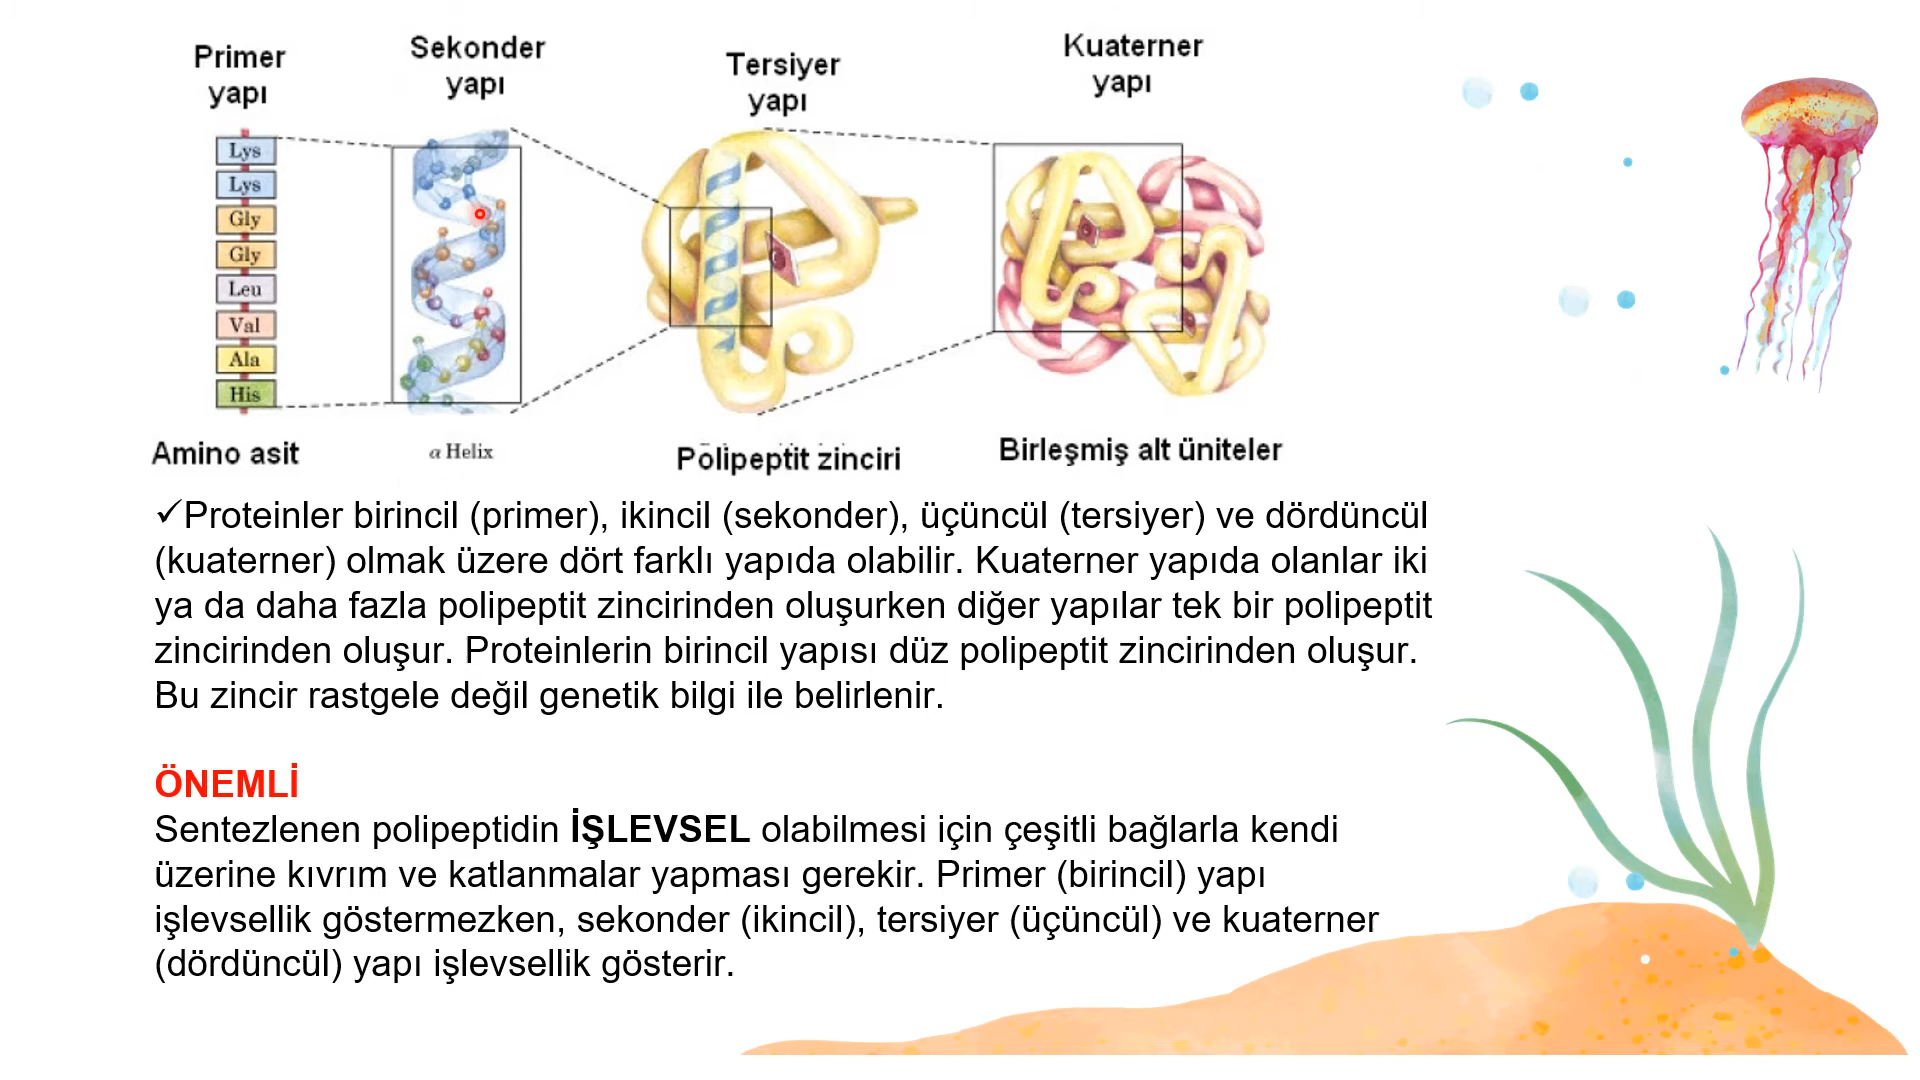 Primer
yapı
Sekonder
yapı
Tersiyer
yapı
Kuaterner
yapı
Lys
Lys
Gly
Gly
Leu
Val
Ala
His
Amino asit
α Helix
Polipeptit zinciri
Birleşmiş alt üniteler
✓Proteinler birincil (primer), ikincil (sekonder), üçüncül (tersiyer) ve dördüncül
(kuaterner) olmak üzere dört farklı yapıda olabilir. Kuaterner yapıda olanlar iki
ya da daha fazla polipeptit zincirinden oluşurken diğer yapılar tek bir polipeptit
zincirinden oluşur. Proteinlerin birincil yapısı düz polipeptit zincirinden oluşur.
Bu zincir rastgele değil genetik bilgi ile belirlenir.
ÖNEMLİ
Sentezlenen polipeptidin İŞLEVSEL olabilmesi için çeşitli bağlarla kendi
üzerine kıvrım ve katlanmalar yapması gerekir. Primer (birincil) yapı
işlevsellik göstermezken, sekonder (ikincil), tersiyer (üçüncül) ve kuaterner
(dördüncül) yapı işlevsellik gösterir.